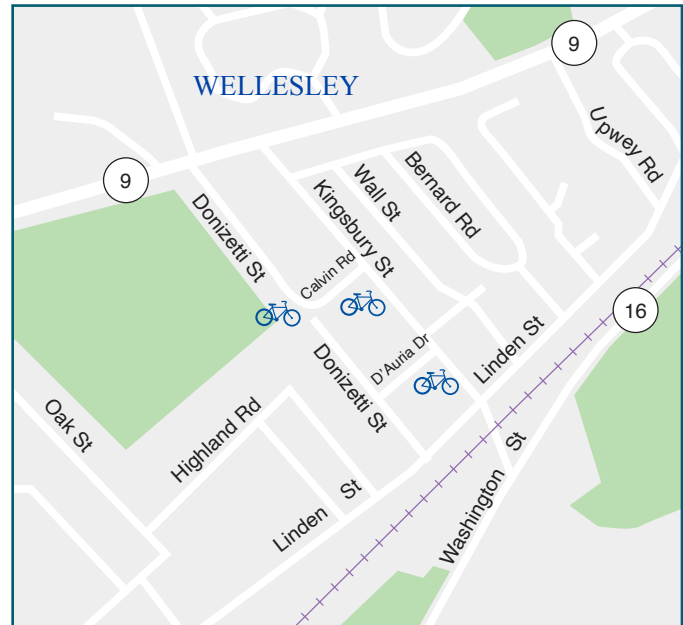 9
WELLESLEY
Upwey Rd
9
Bernard Rd
Wall St
Kingsbury St
Donizetti St
Calvin Rd
16
Linden St
D'Auria Dr
Donizetti St
Highland Rd
Oak St
Linden St
Washington St